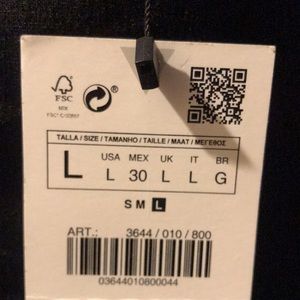 FSC
MIX
TALLA / SIZE / TAMANHO / TAILLE / MAAT / ΜΕΓΕΘΟΣ
L USA MEX UK IT BR
L 30 L L G
S M L
ART.: 3644 / 010 / 800
03644010800044